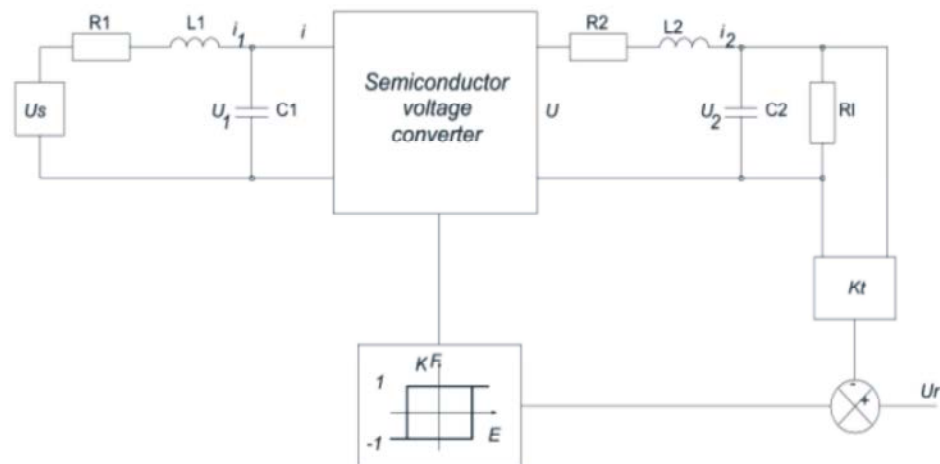 R1 L1 i1 i
R2 L2 i2
Us
U1 C1
Semiconductor
voltage
converter
U
U2 C2 Rl
Kt
KF
1
-1 E
- +
Ur